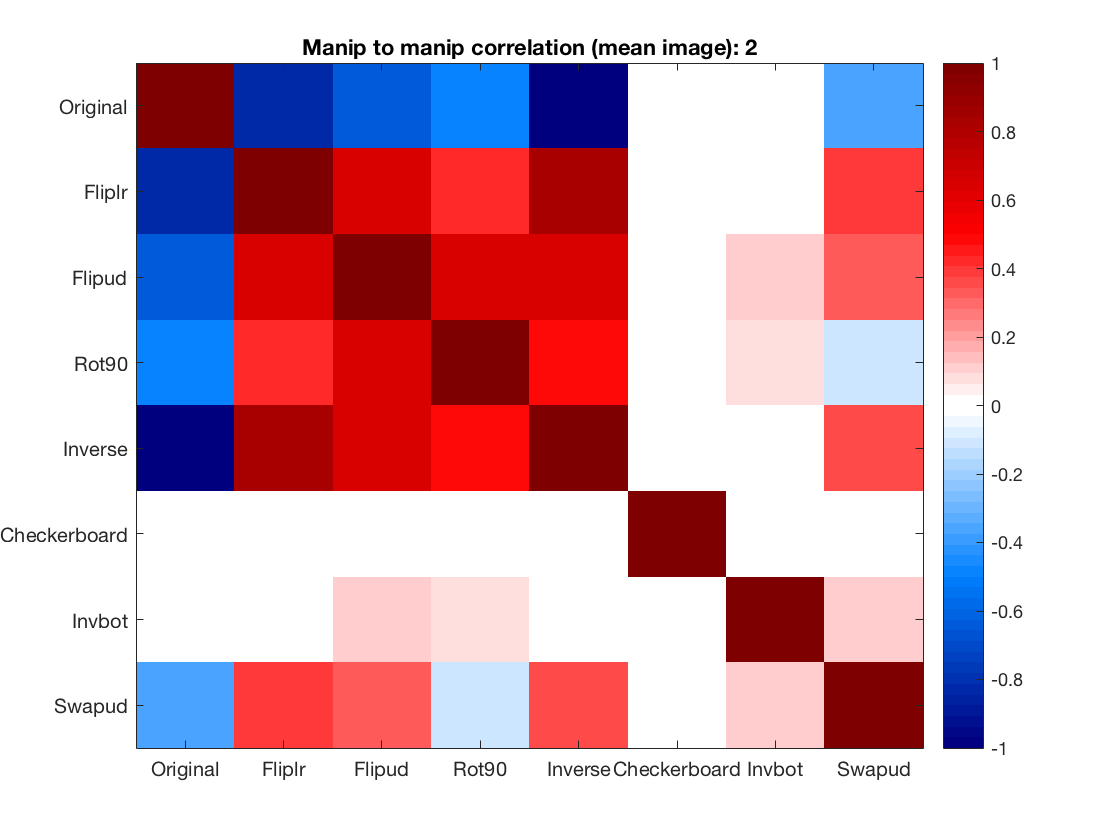 Manip to manip correlation (mean image): 2
Original
Fliplr
Flipud
Rot90
Inverse
Checkerboard
Invbot
Swapud
Original Fliplr Flipud Rot90 Inverse Checkerboard Invbot Swapud
1
0.8
0.6
0.4
0.2
0
-0.2
-0.4
-0.6
-0.8
-1